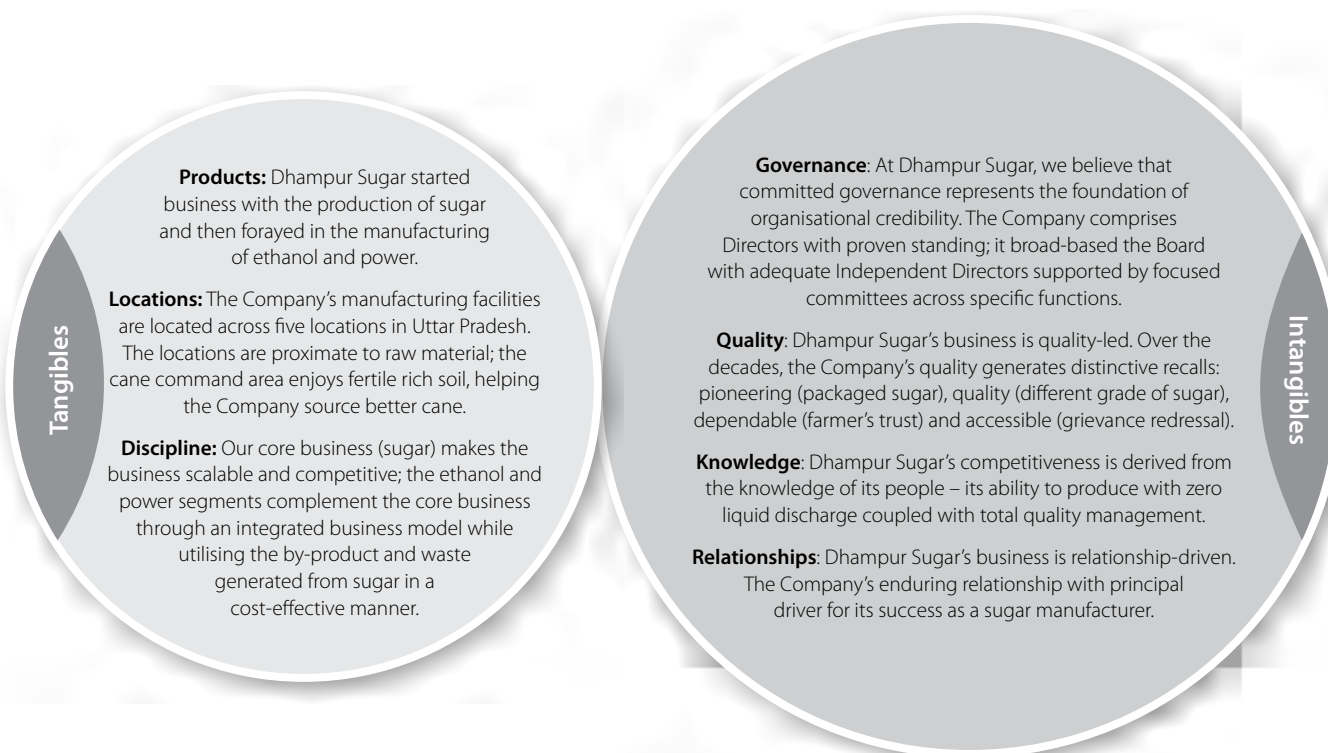 Tangibles
Products: Dhampur Sugar started
business with the production of sugar
and then forayed in the manufacturing
of ethanol and power.
Locations: The Company’s manufacturing facilities
are located across five locations in Uttar Pradesh.
The locations are proximate to raw material; the
cane command area enjoys fertile rich soil, helping
the Company source better cane.
Discipline: Our core business (sugar) makes the
business scalable and competitive; the ethanol and
power segments complement the core business
through an integrated business model while
utilising the by-product and waste
generated from sugar in a
cost-effective manner.
Governance: At Dhampur Sugar, we believe that
committed governance represents the foundation of
organisational credibility. The Company comprises
Directors with proven standing; it broad-based the Board
with adequate Independent Directors supported by focused
committees across specific functions.
Quality: Dhampur Sugar’s business is quality-led. Over the
decades, the Company’s quality generates distinctive recalls:
pioneering (packaged sugar), quality (different grade of sugar),
dependable (farmer’s trust) and accessible (grievance redressal).
Knowledge: Dhampur Sugar’s competitiveness is derived from
the knowledge of its people – its ability to produce with zero
liquid discharge coupled with total quality management.
Relationships: Dhampur Sugar’s business is relationship-driven.
The Company’s enduring relationship with principal
driver for its success as a sugar manufacturer.
Intangibles